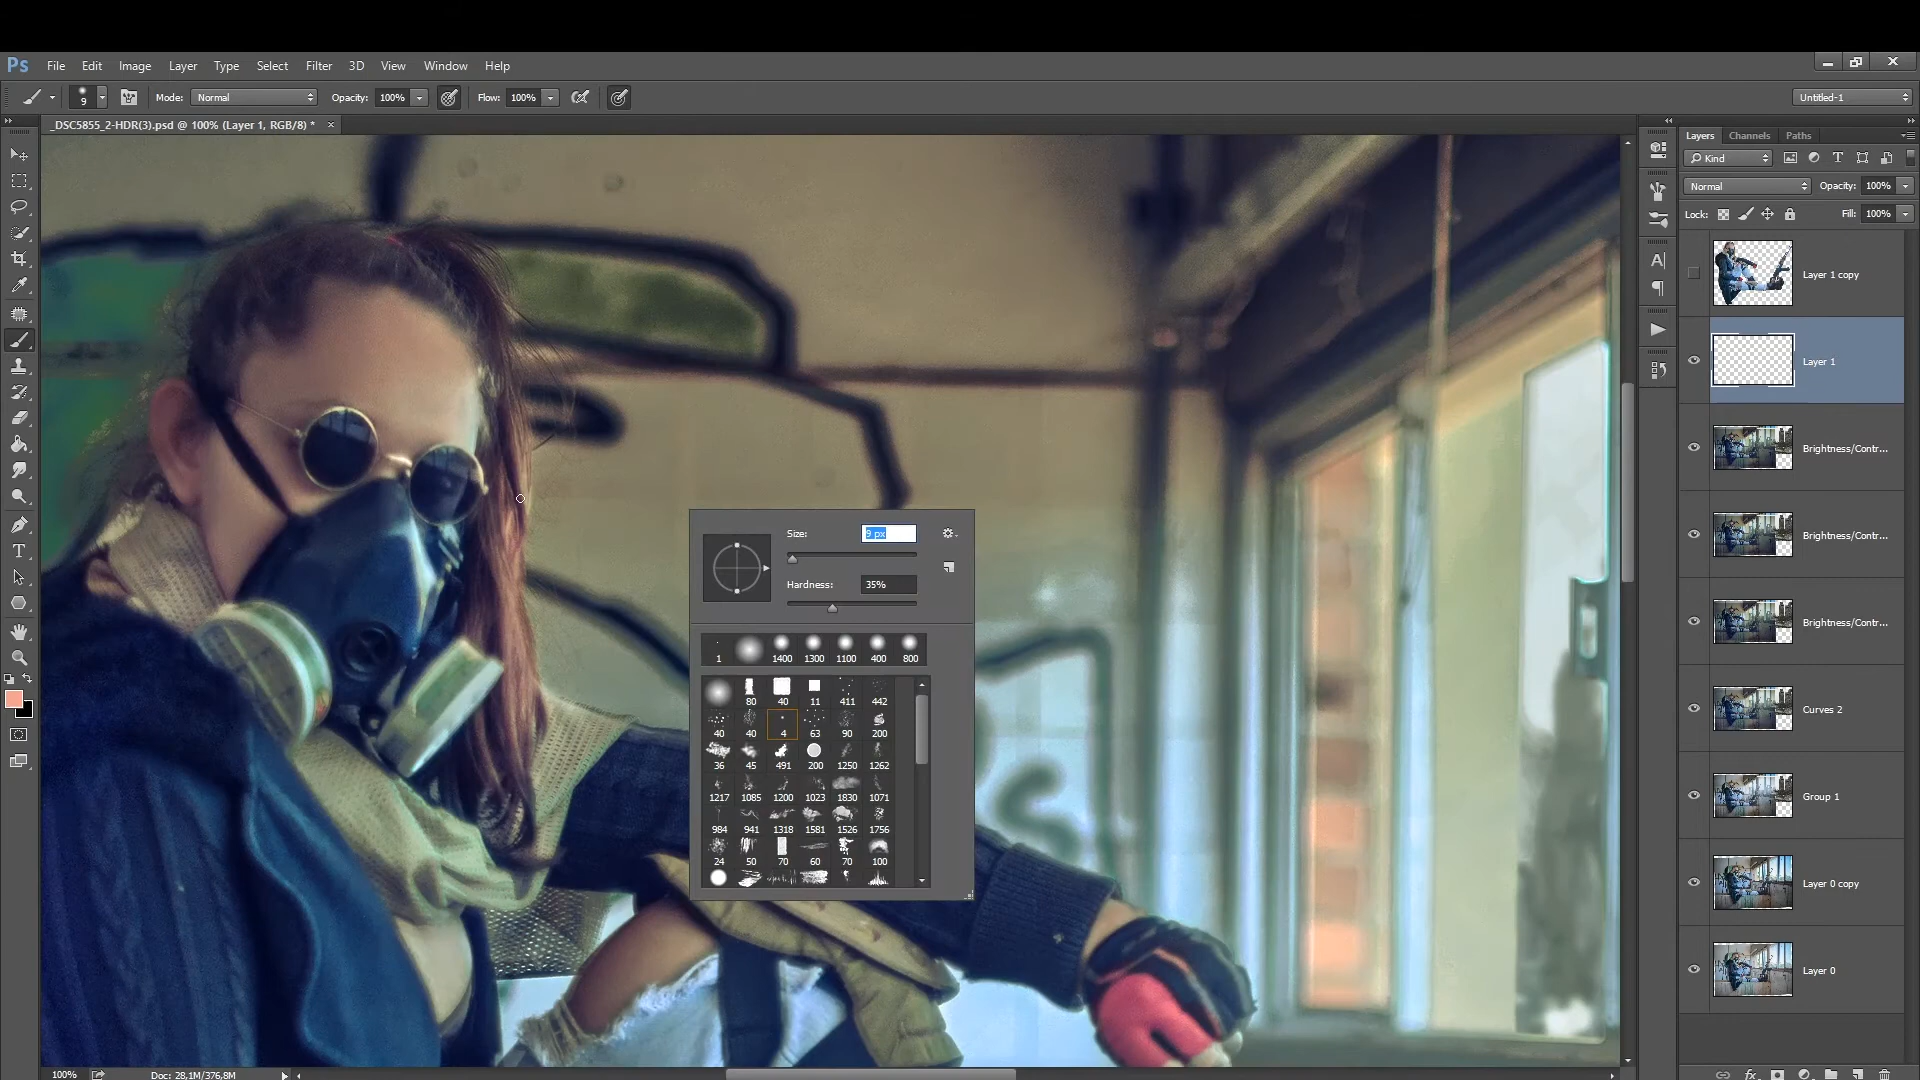 Ps File Edit Image Layer Type Select Filter 3D View Window Help
9 Mode: Normal Opacity: 100% Flow: 100% Untitled-1
_DSC5855_2-HDR(3).psd @ 100% (Layer 1, RGB/8) * ×
Layers Channels Paths
Kind
Normal Opacity: 100%
Lock: Fill: 100%
Layer 1 copy
Layer 1
Brightness/Contr...
Brightness/Contr...
Brightness/Contr...
Curves 2
Group 1
Layer 0 copy
Layer 0
Size: 9 px
Hardness: 35%
1 1400 1300 1100 400 800
80 40 11 411 442
40 40 4 63 90 200
36 45 491 200 1250 1262
1217 1085 1200 1023 1830 1071
984 941 1318 1581 1526 1756
24 50 70 60 70 100
100% Doc: 28,1M/376,8M